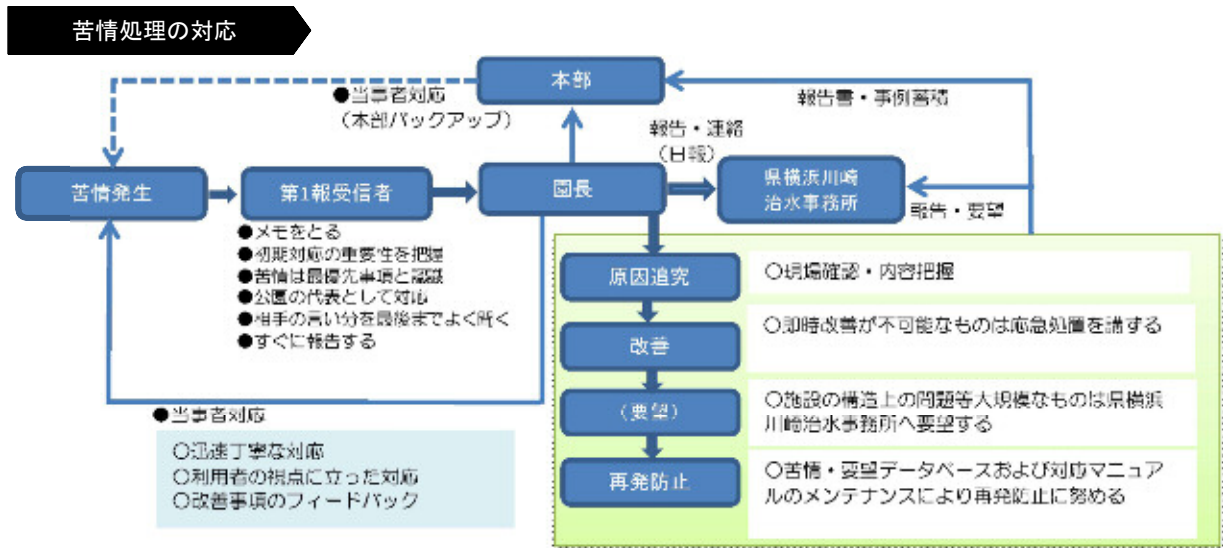 苦情処理の対応
本部
●当事者対応
（本部バックアップ）
報告書・事例蓄積
報告・連絡
（日報）
苦情発生
第1報受信者
園長
県横浜川崎
治水事務所
報告・要望
●メモをとる
●初期対応の重要性を把握
●苦情は最優先事項と認識
●公園の代表として対応
●相手の言い分を最後までよく聞く
●すぐに報告する
原因追究
○現場確認・内容把握
改善
○即時改善が不可能なものは応急処置を講ずる
（要望）
○施設の構造上の問題等大規模なものは県横浜
川崎治水事務所へ要望する
再発防止
○苦情・要望データベースおよび対応マニュア
ルのメンテナンスにより再発防止に努める
●当事者対応
○迅速丁寧な対応
○利用者の視点に立った対応
○改善事項のフィードバック